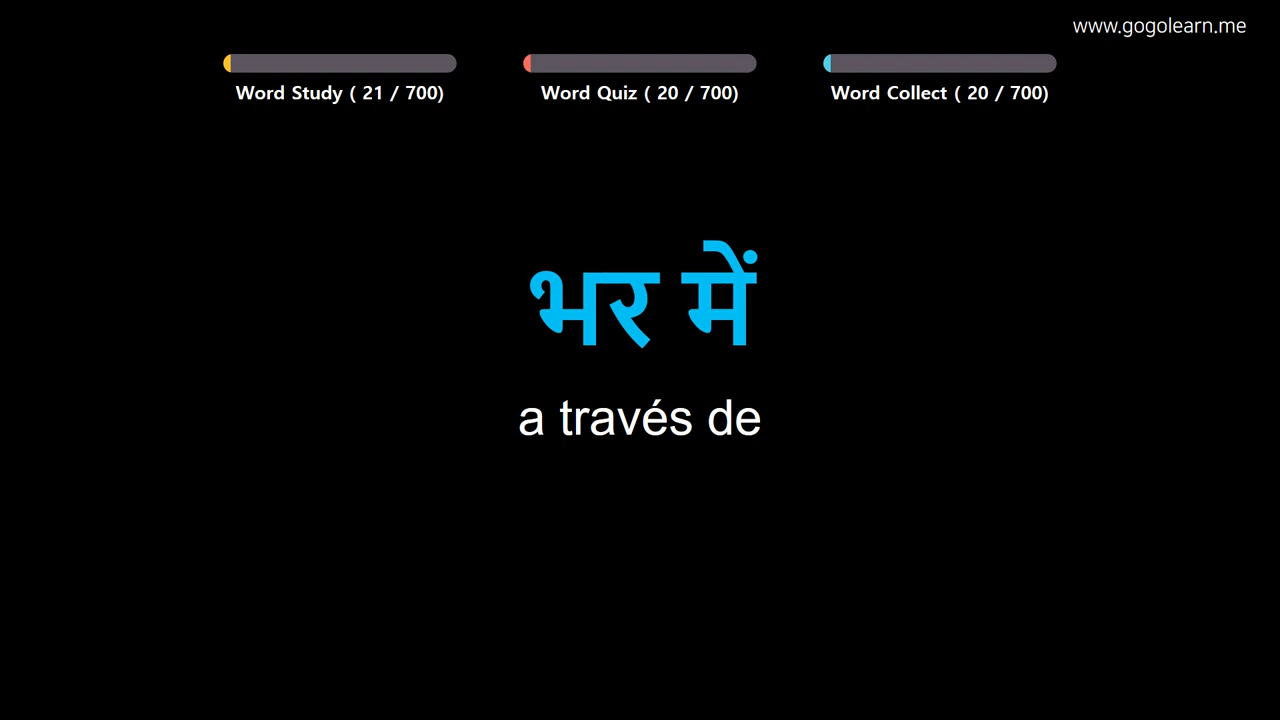 www.gogolearn.me
Word Study ( 21 / 700)
Word Quiz ( 20 / 700)
Word Collect ( 20 / 700)
भर में
a través de